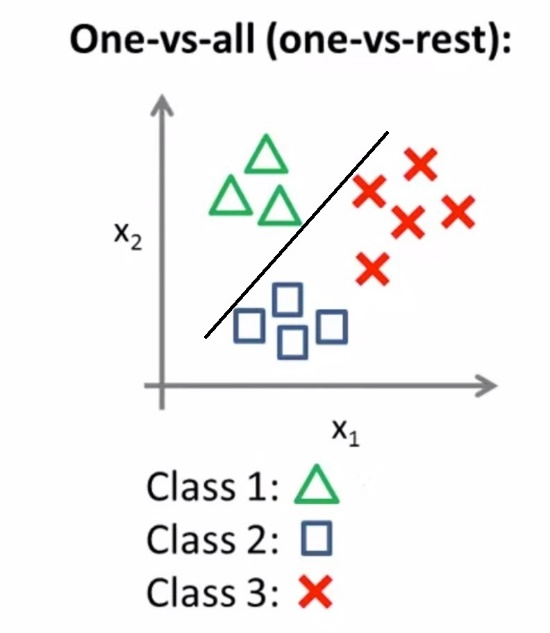 One-vs-all (one-vs-rest):
x₂
x₁
Class 1:
Class 2:
Class 3: